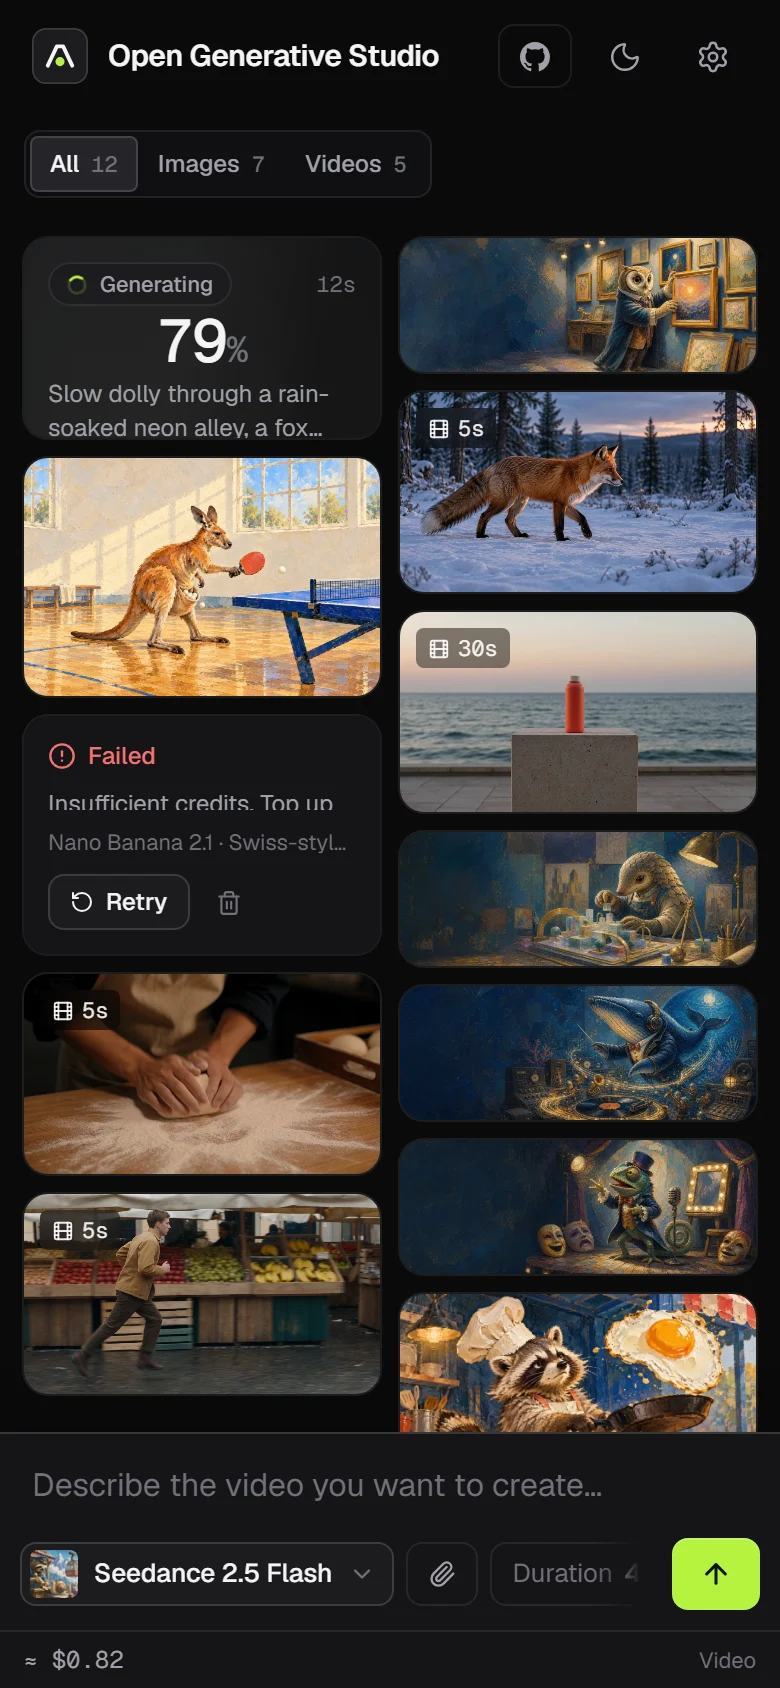 Open Generative Studio
All 12
Images 7
Videos 5
Generating
12s
79%
Slow dolly through a rain-
soaked neon alley, a fox...
Failed
Insufficient credits. Top up
Nano Banana 2.1 · Swiss-styl...
Retry
5s
5s
5s
30s
Describe the video you want to create...
Seedance 2.5 Flash
Duration 4
≈ $0.82
Video